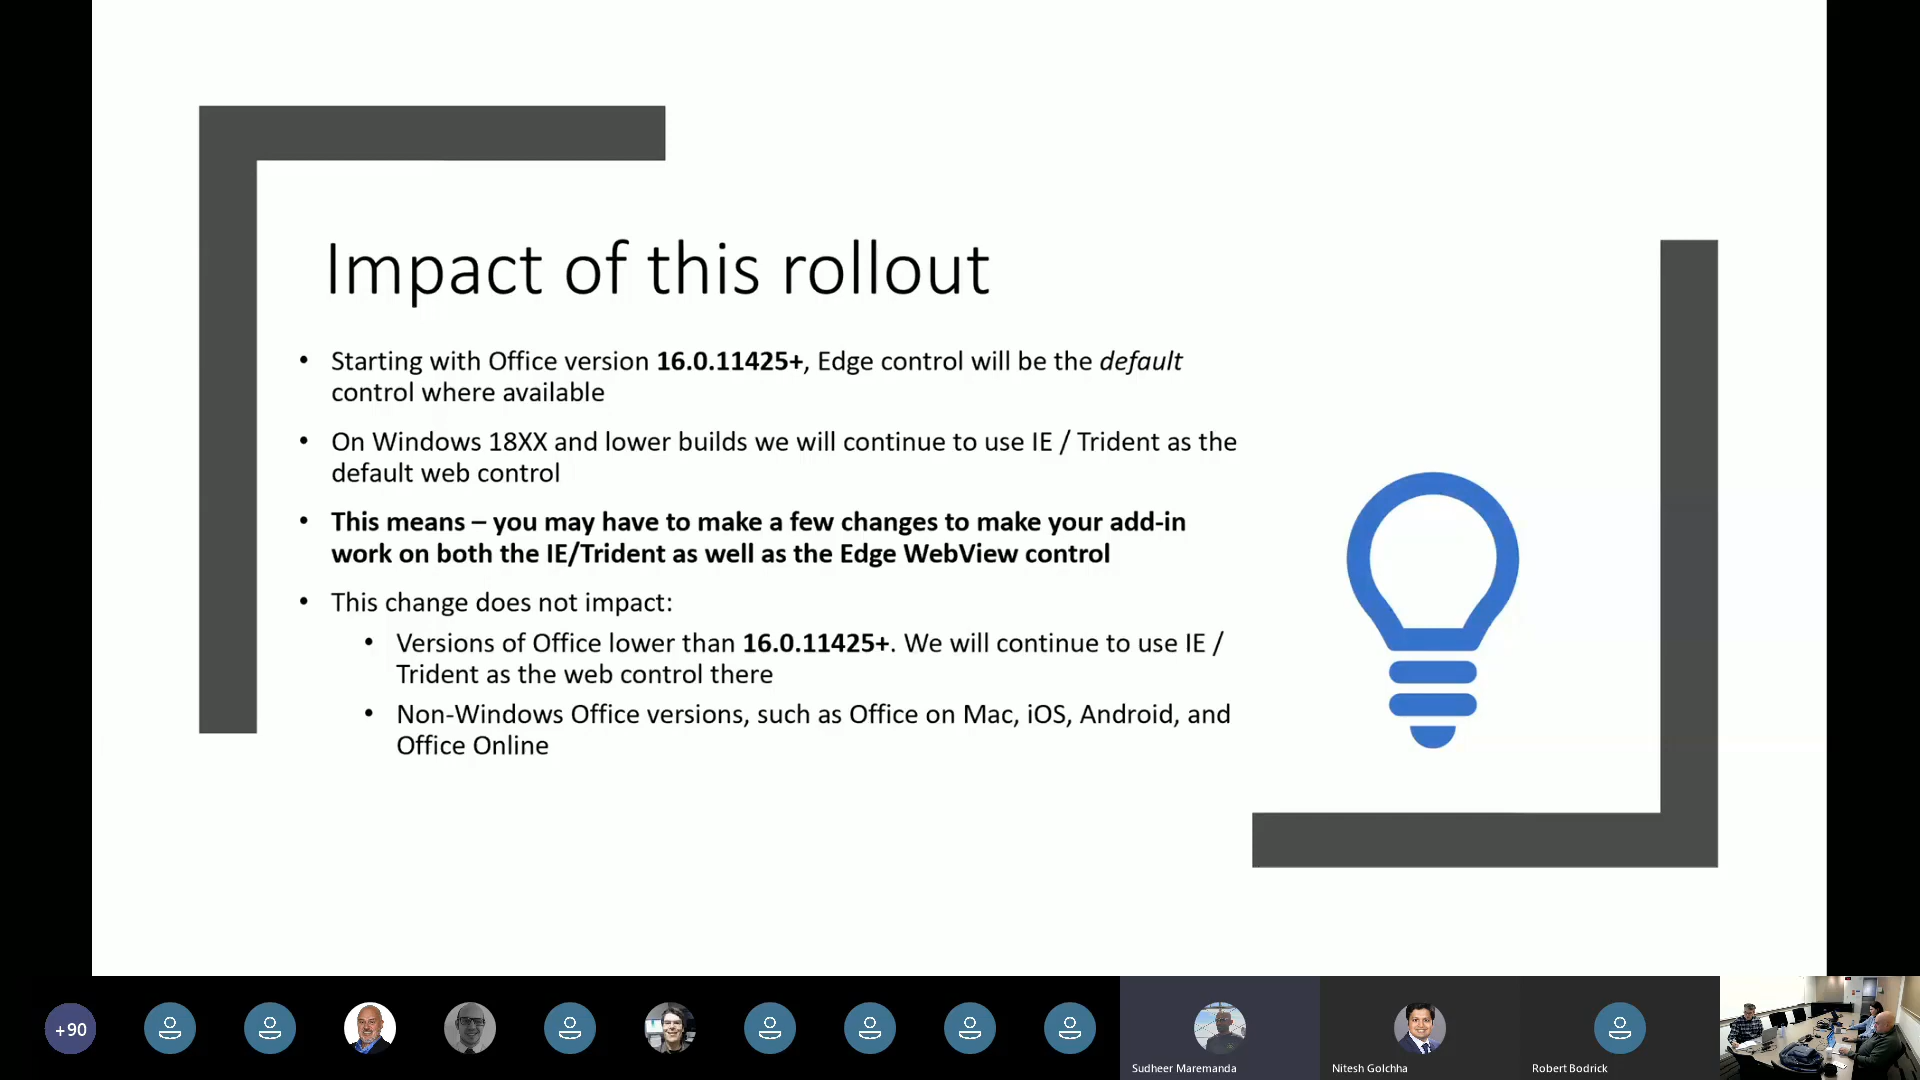 Impact of this rollout
• Starting with Office version 16.0.11425+, Edge control will be the default
control where available
• On Windows 18XX and lower builds we will continue to use IE / Trident as the
default web control
• This means – you may have to make a few changes to make your add-in
work on both the IE/Trident as well as the Edge WebView control
• This change does not impact:
• Versions of Office lower than 16.0.11425+. We will continue to use IE /
Trident as the web control there
• Non-Windows Office versions, such as Office on Mac, iOS, Android, and
Office Online
+90
Sudheer Maremanda
Nitesh Golchha
Robert Bodrick